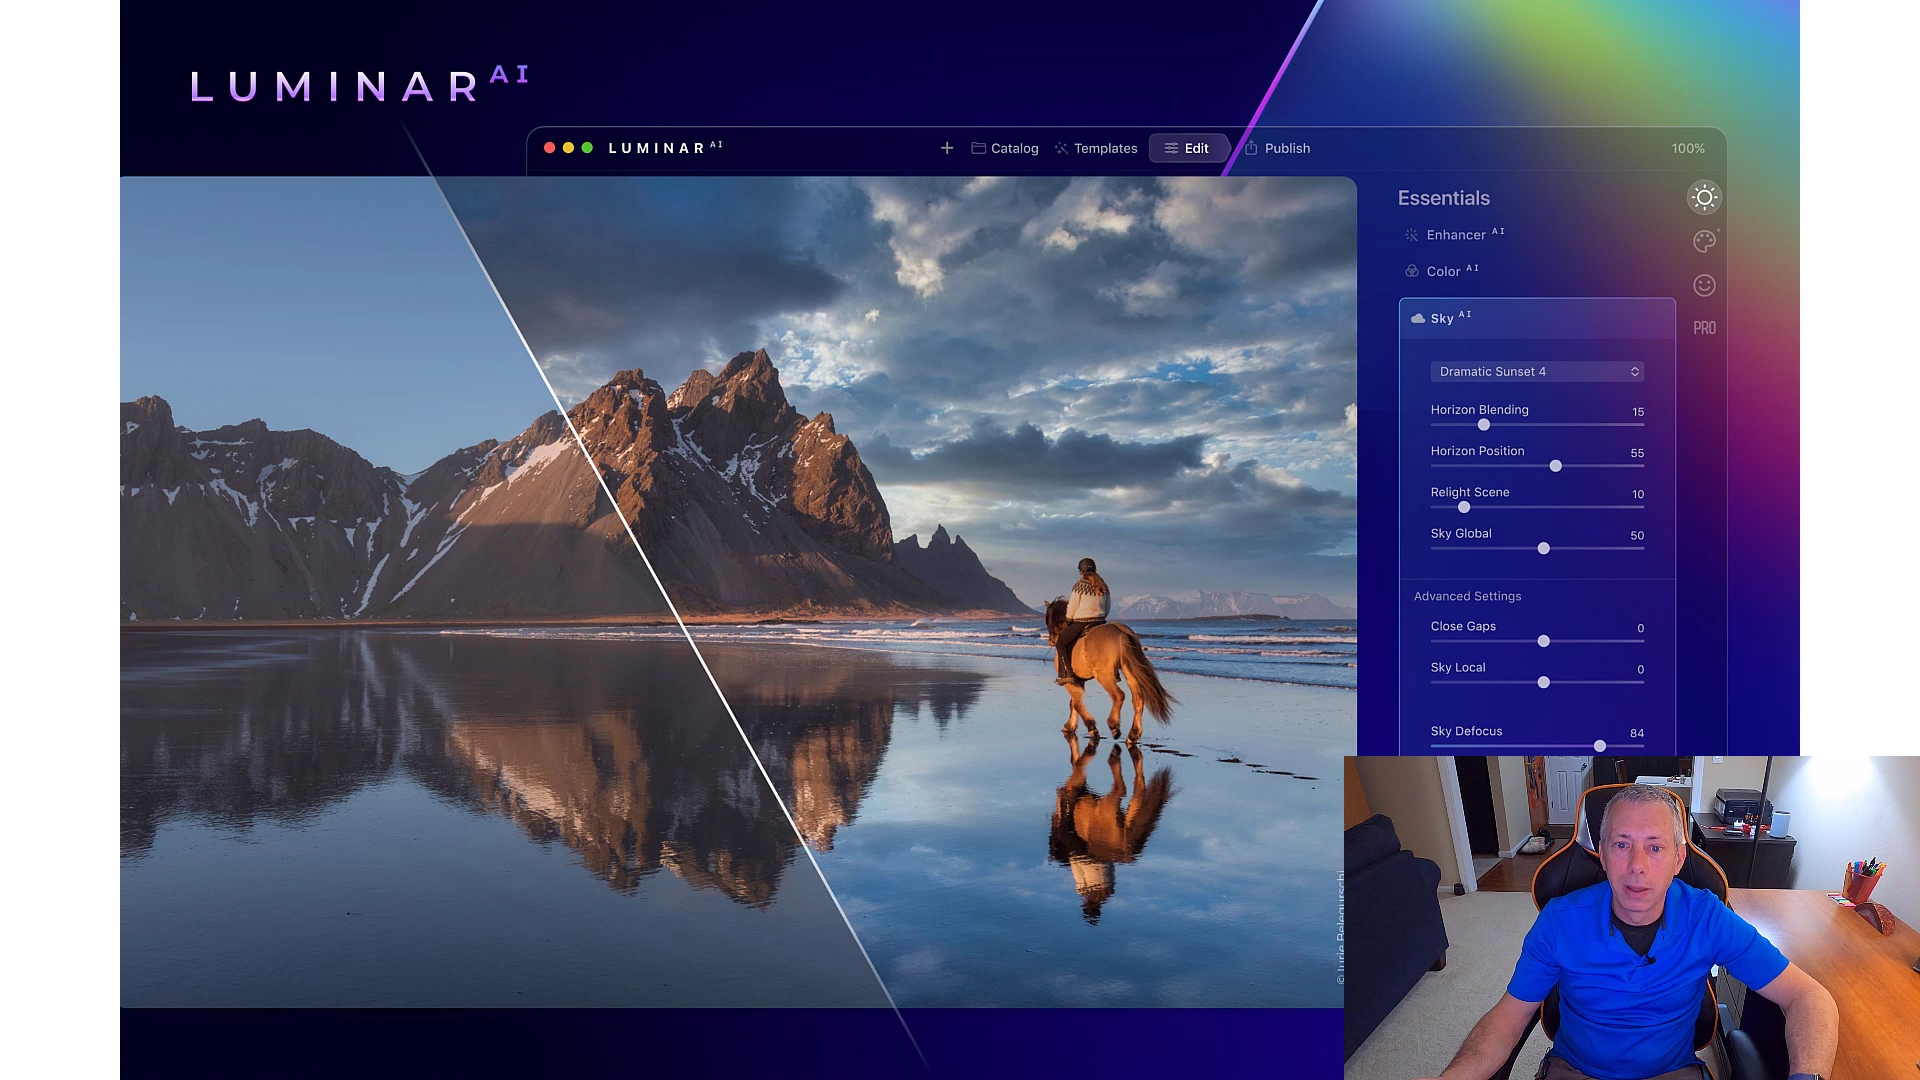 LUMINAR AI
LUMINAR AI
Catalog
Templates
Edit
Publish
100%
Essentials
Enhancer AI
Color AI
PRO
Sky AI
Dramatic Sunset 4
Horizon Blending 15
Horizon Position 55
Relight Scene 10
Sky Global 50
Advanced Settings
Close Gaps 0
Sky Local 0
Sky Defocus 84
© Iurie Belegurschi